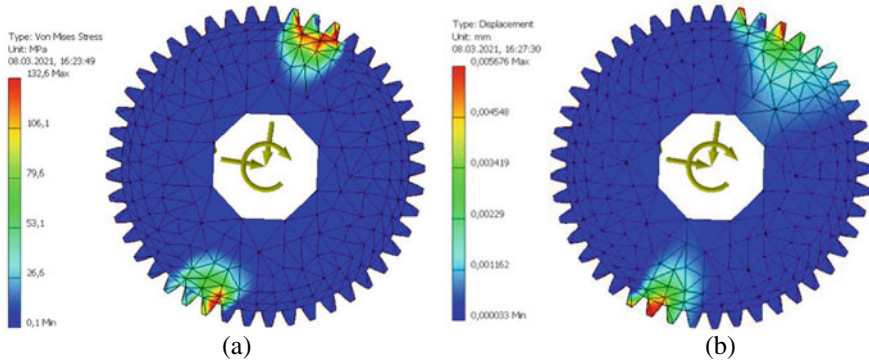 Type: Von Mises Stress
Unit: MPa
08.03.2021, 16:23:49
132,6 Max
106,1
79,6
53,1
26,5
0,1 Min
(a)
Type: Displacement
Unit: mm
08.03.2021, 16:27:30
0,005676 Max
0,004548
0,003419
0,00229
0,001162
0,000033 Min
(b)